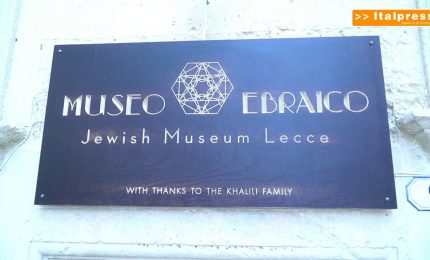 >> Italpress
MUSEO EBRAICO
Jewish Museum Lecce
WITH THANKS TO THE KHALILI FAMILY